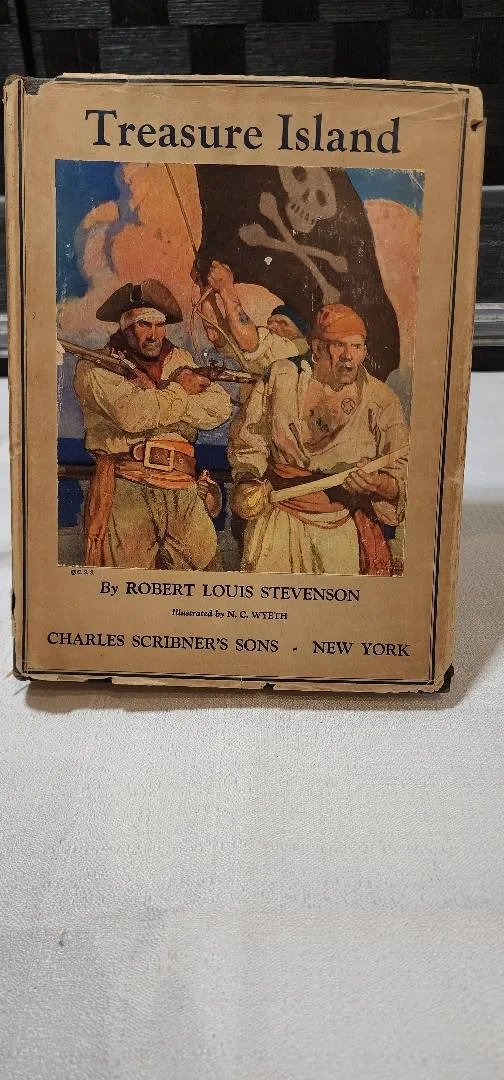 Treasure Island
© C. S. S.
By ROBERT LOUIS STEVENSON
Illustrated by N. C. WYETH
CHARLES SCRIBNER'S SONS - NEW YORK